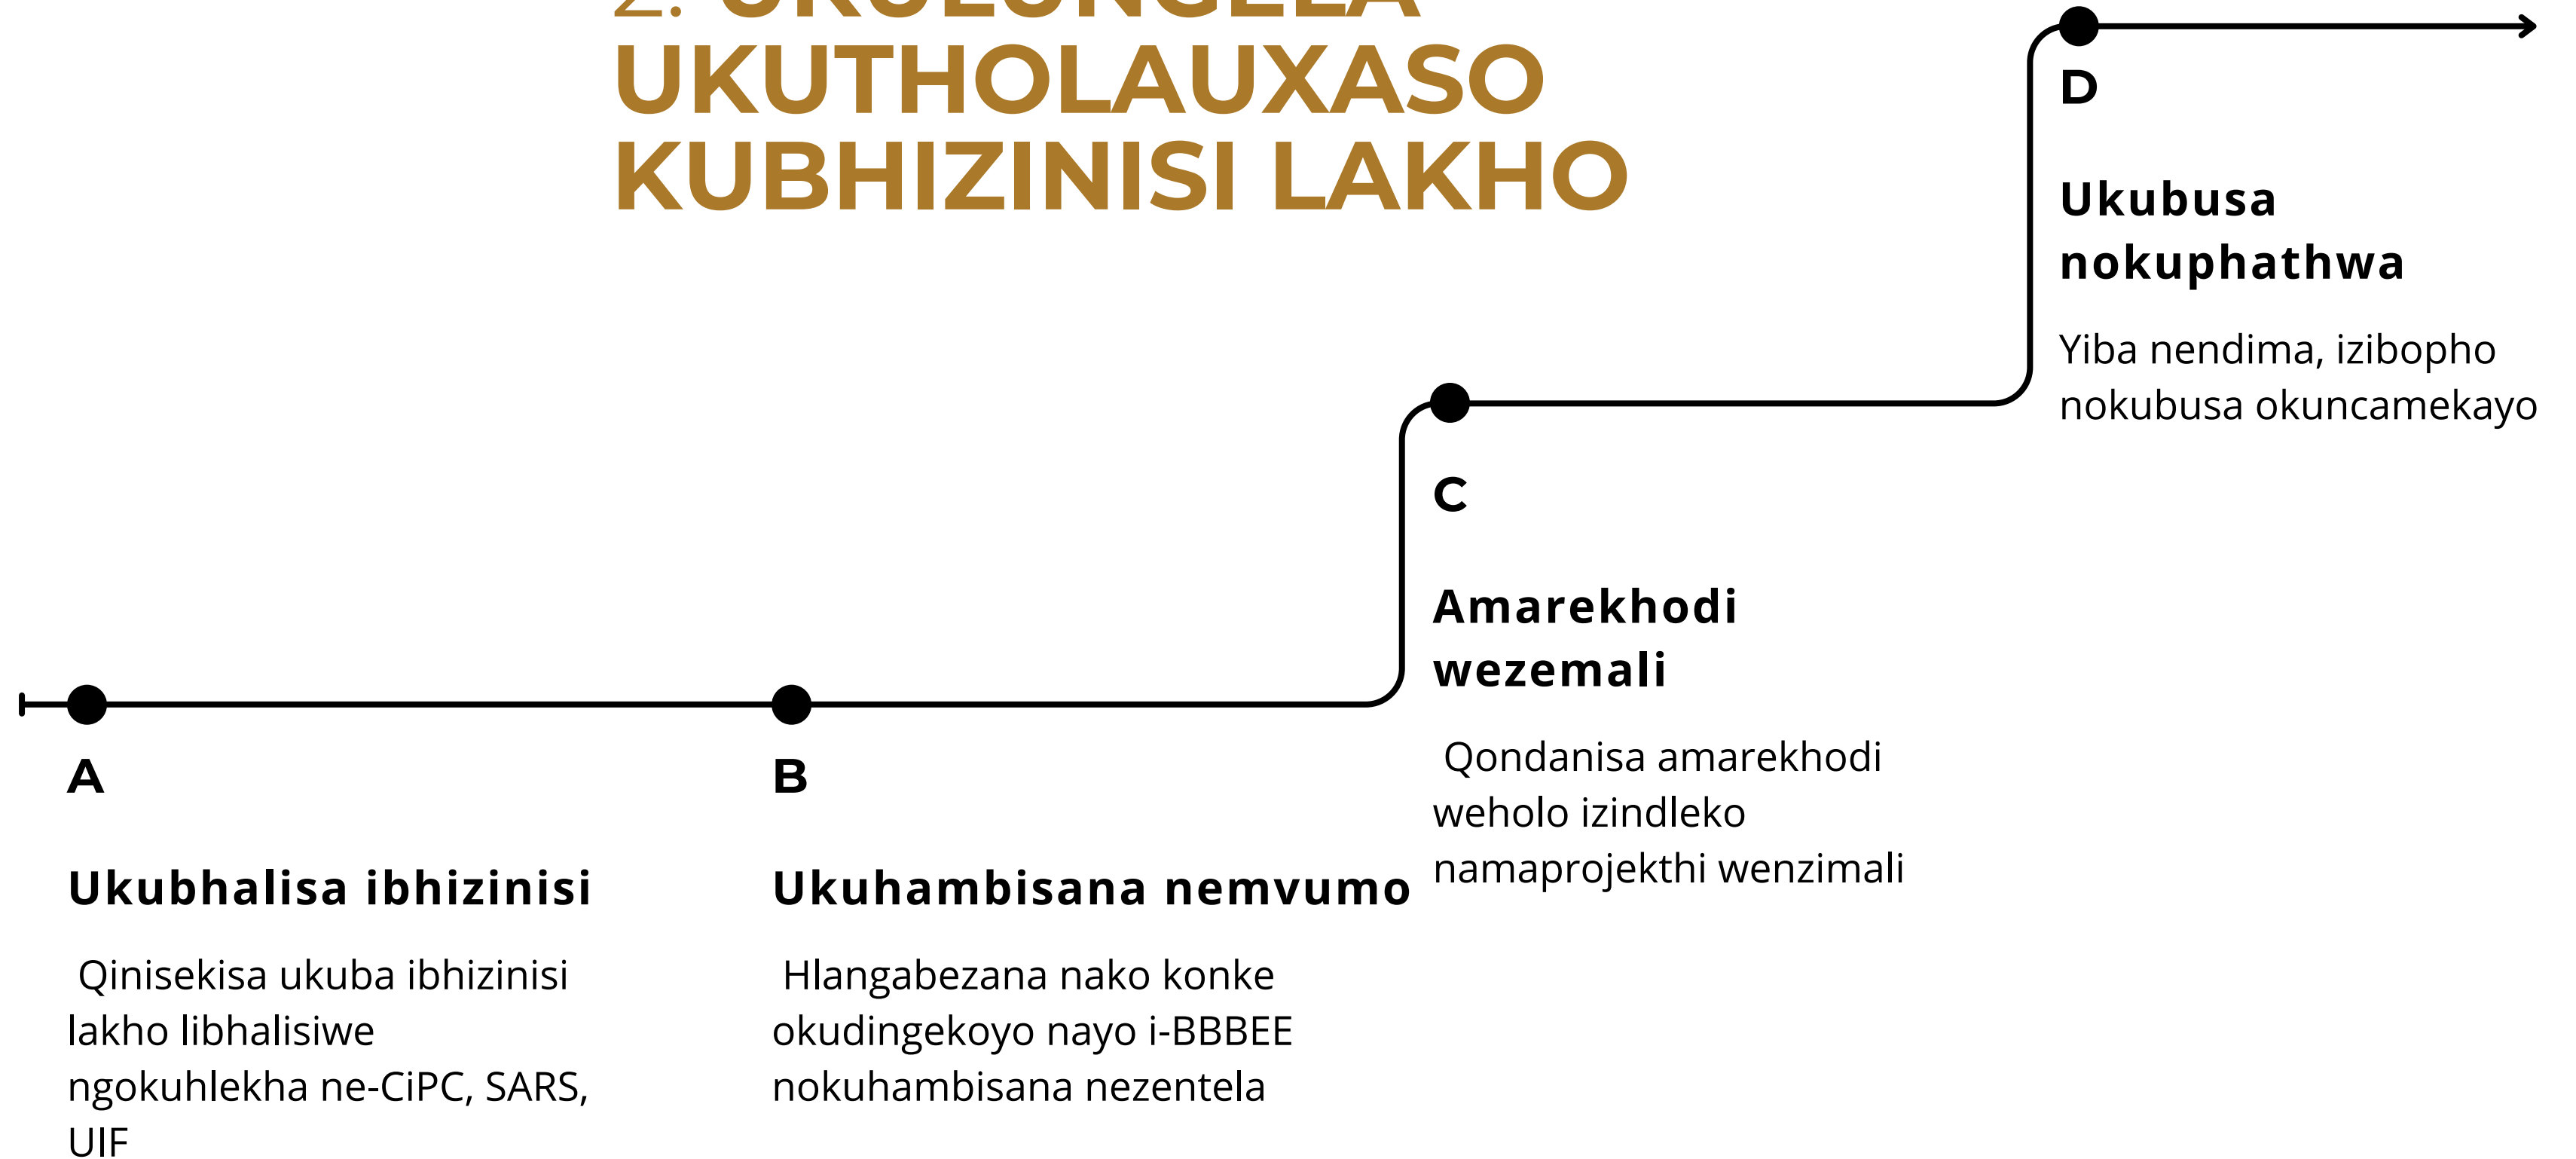 2. UKULUNGELA
UKUTHOLAUXASO
KUBHIZINISI LAKHO
A
Ukubhalisa ibhizinisi
Qinisekisa ukuba ibhizinisi
lakho libhalisiwe
ngokuhlekha ne-CiPC, SARS,
UIF
B
Ukuhambisana nemvumo
Hlangabezana nako konke
okudingekoyo nayo i-BBBEE
nokuhambisana nezentela
C
Amarekhodi
wezemali
Qondanisa amarekhodi
weholo izindleko
namaprojekthi wenzimali
D
Ukubusa
nokuphathwa
Yiba nendima, izibopho
nokubusa okuncamekayo